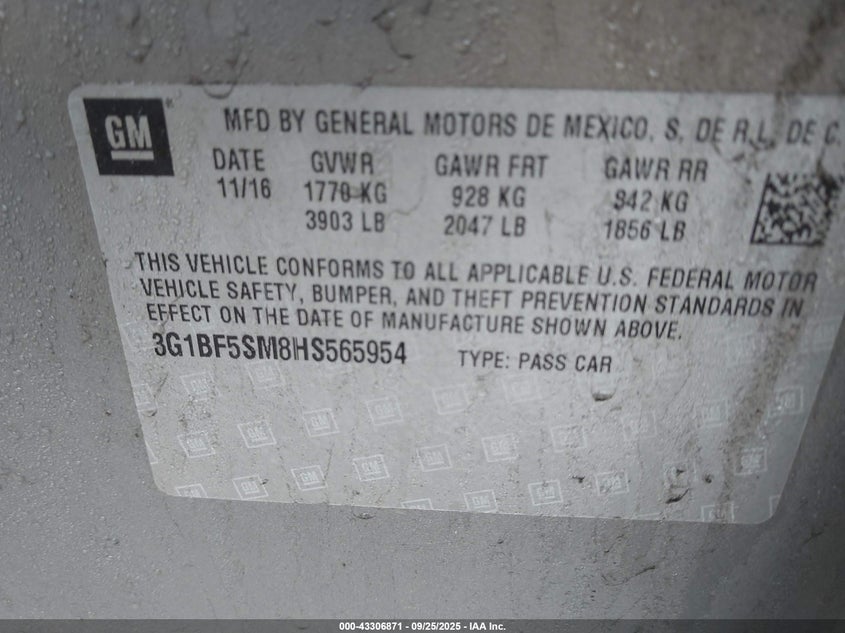 GM
MFD BY GENERAL MOTORS DE MEXICO, S. DE R.L. DE C.
DATE GVWR GAWR FRT GAWR RR
11/16 1770 KG 928 KG 842 KG
3903 LB 2047 LB 1856 LB
THIS VEHICLE CONFORMS TO ALL APPLICABLE U.S. FEDERAL MOTOR
VEHICLE SAFETY, BUMPER, AND THEFT PREVENTION STANDARDS IN
EFFECT ON THE DATE OF MANUFACTURE SHOWN ABOVE.
3G1BF5SM8HS565954 TYPE: PASS CAR
000-43306871 | 09/25/2025 | IAA Inc.